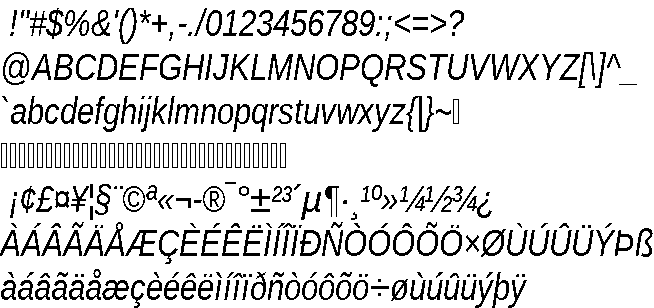 !"#$%&'()*+,-./0123456789:;<=>?
@ABCDEFGHIJKLMNOPQRSTUVWXYZ[\]^_
`abcdefghijklmnopqrstuvwxyz{|}~
¡¢£¤¥¦§¨©ª«¬-®¯°±²³´µ¶·¸¹º»¼½¾¿
ÀÁÂÃÄÅÆÇÈÉÊËÌÍÎÏÐÑÒÓÔÕÖ×ØÙÚÛÜÝÞß
àáâãäåæçèéêëìíîïðñòóôõö÷øùúûüýþÿ